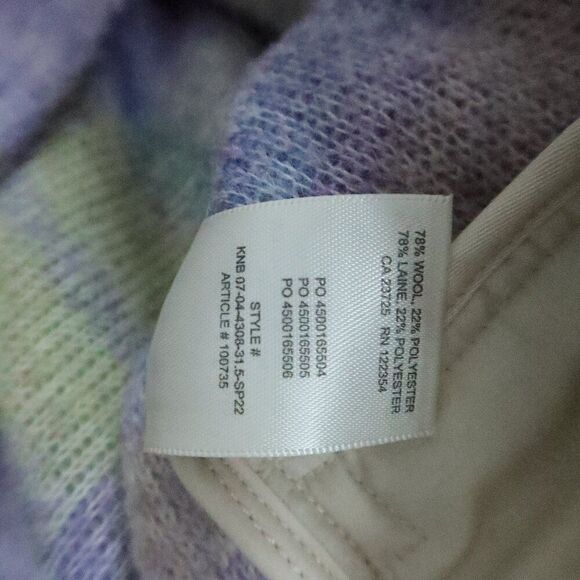 78% WOOL, 22% POLYESTER
78% LAINE, 22% POLYESTER
CA 23725 RN 122354
PO 4500165504
PO 4500165505
PO 4500165506
STYLE #
KNB 07-04-4308-31.5-SP22
ARTICLE # 100735